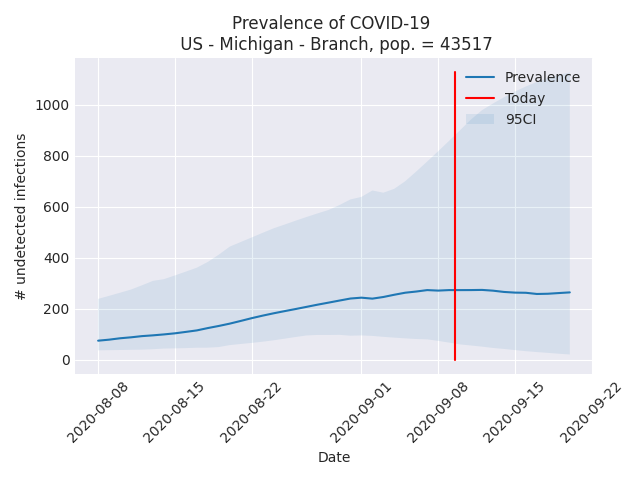 Prevalence of COVID-19
US - Michigan - Branch, pop. = 43517
Prevalence
Today
95CI
# undetected infections
1000
800
600
400
200
0
2020-08-08
2020-08-15
2020-08-22
2020-09-01
2020-09-08
2020-09-15
2020-09-22
Date